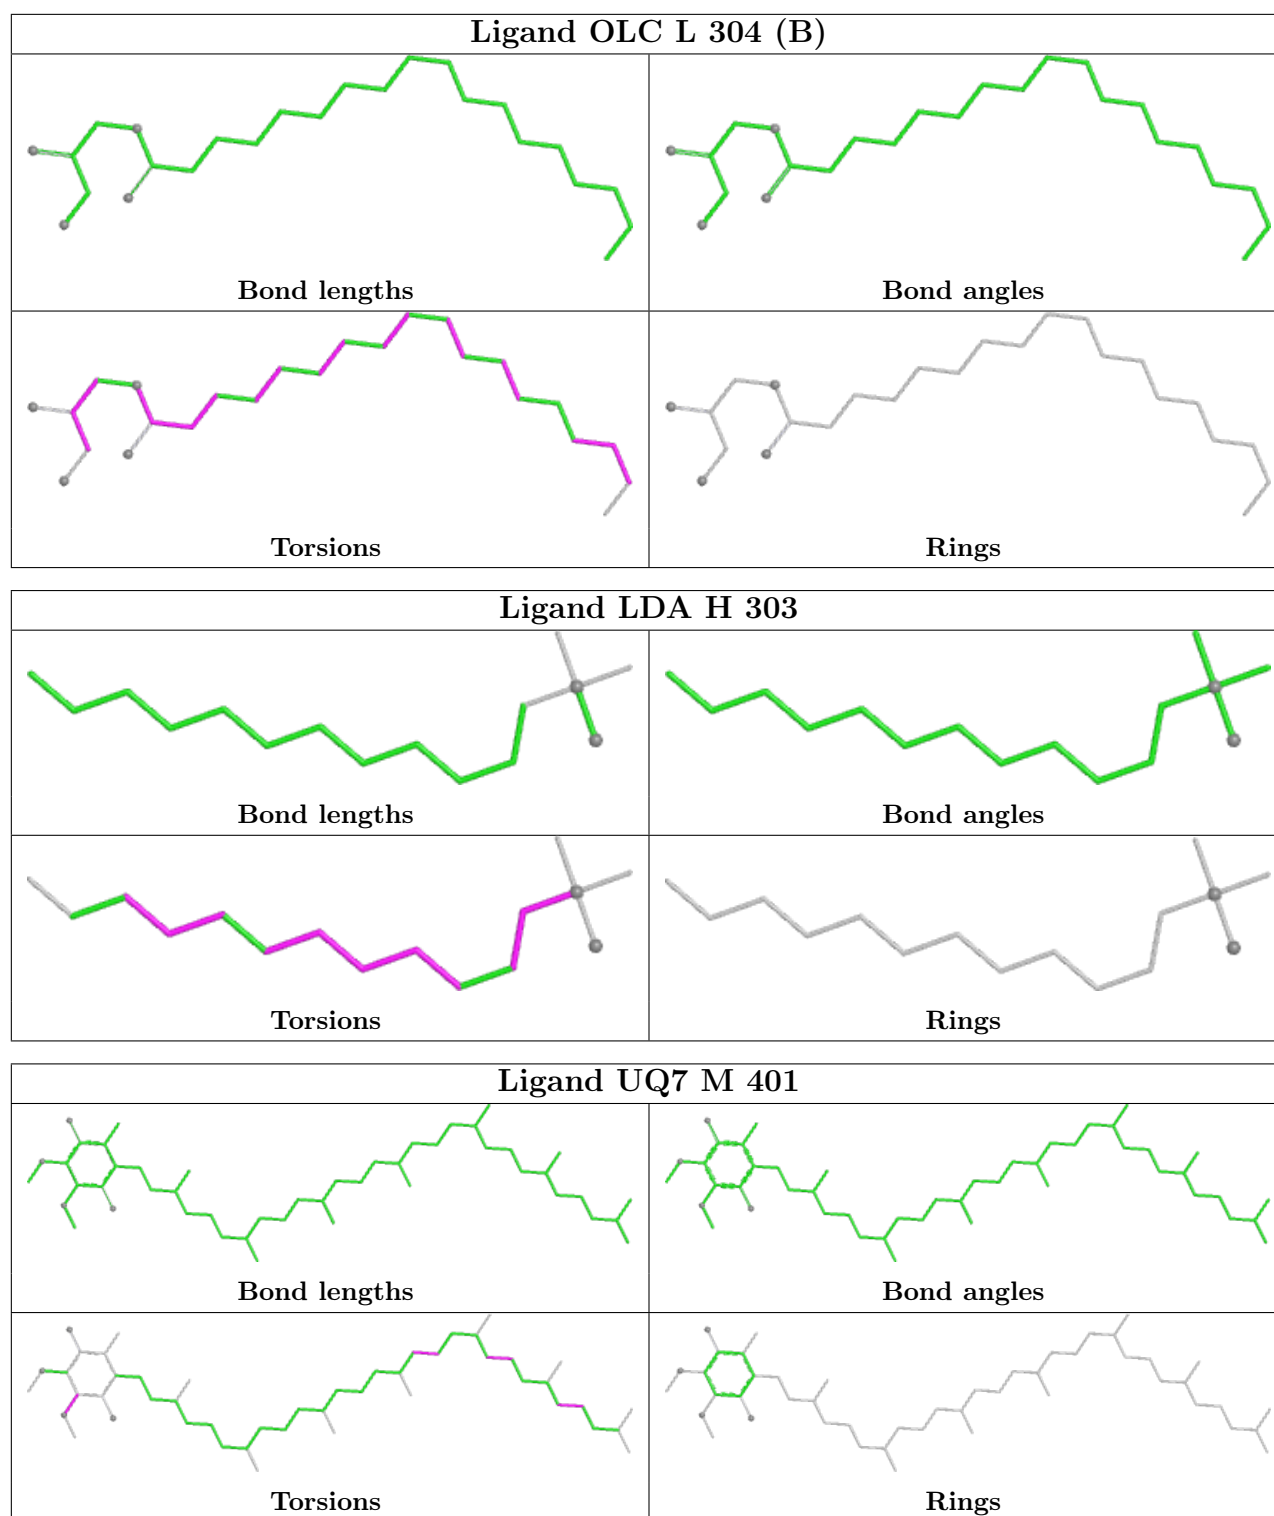 Ligand OLC L 304 (B)
Bond lengths
Bond angles
Torsions
Rings
Ligand LDA H 303
Bond lengths
Bond angles
Torsions
Rings
Ligand UQ7 M 401
Bond lengths
Bond angles
Torsions
Rings